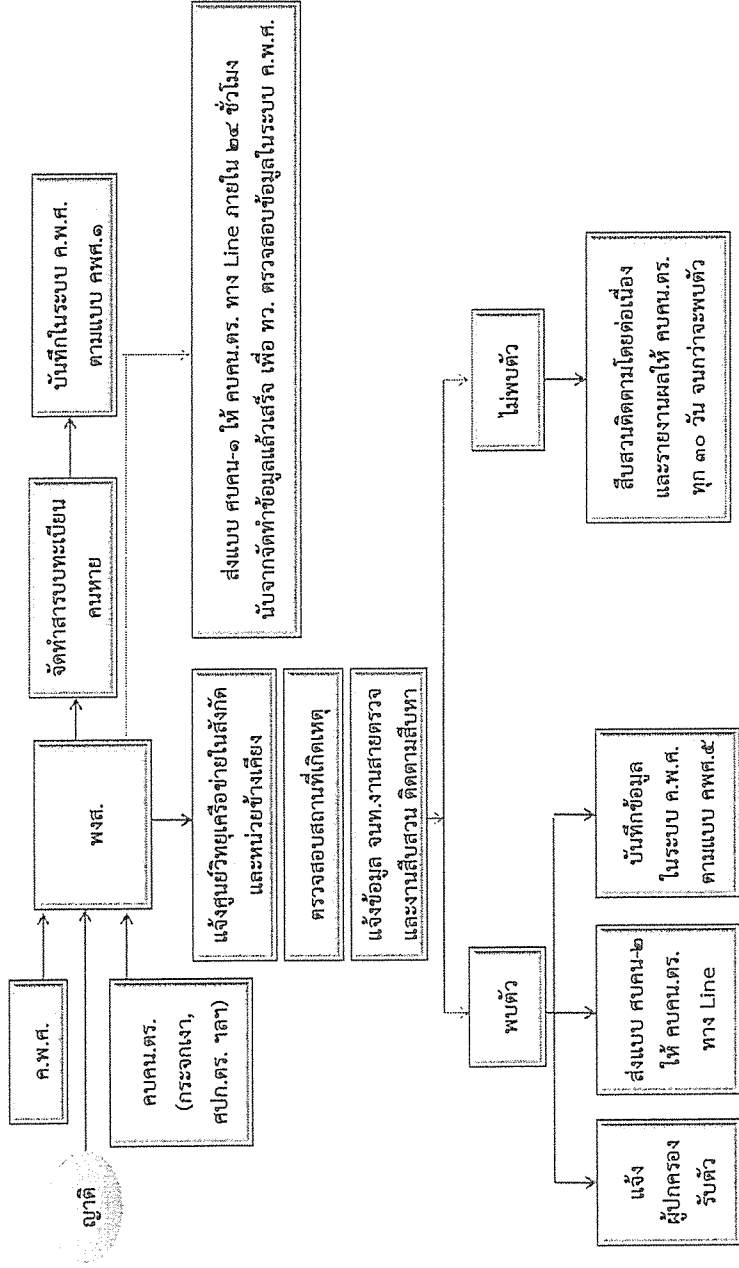 ญาติ
ค.พ.ศ.
ศบคน.ตร.
(กระจกเงา,
ศปก.ตร. ฯลฯ)
พงส.
จัดทำสารบบทะเบียน
คนหาย
บันทึกในระบบ ค.พ.ศ.
ตามแบบ คพศ.๑
ส่งแบบ ศบคน-๑ ให้ ศบคน.ตร. ทาง Line ภายใน ๒๔ ชั่วโมง
นับจากจัดทำข้อมูลแล้วเสร็จ เพื่อ ทว. ตรวจสอบข้อมูลในระบบ ค.พ.ศ.
แจ้งศูนย์วิทยุเครือข่ายในสังกัด
และหน่วยข้างเคียง
ตรวจสอบสถานที่เกิดเหตุ
แจ้งข้อมูล จนท.งานสายตรวจ
และงานสืบสวน ติดตามสืบหา
พบตัว
ไม่พบตัว
แจ้ง
ผู้ปกครอง
รับตัว
ส่งแบบ ศบคน-๒
ให้ ศบคน.ตร.
ทาง Line
บันทึกข้อมูล
ในระบบ ค.พ.ศ.
ตามแบบ คพศ.๕
สืบสวนติดตามโดยต่อเนื่อง
และรายงานผลให้ ศบคน.ตร.
ทุก ๓๐ วัน จนกว่าจะพบตัว